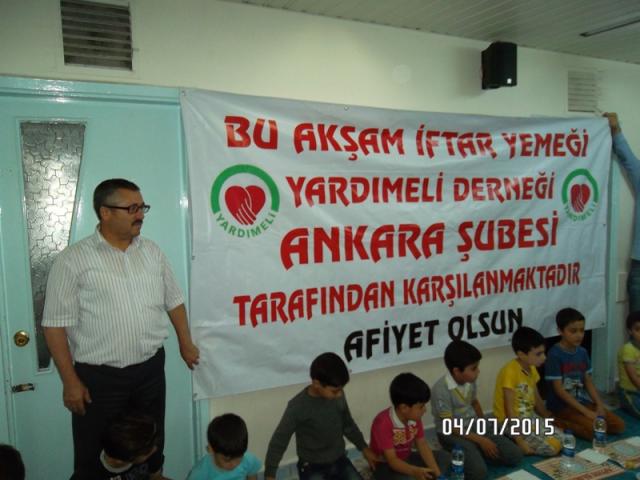 BU AKŞAM İFTAR YEMEĞİ
YARDIMELİ DERNEĞİ
ANKARA ŞUBESİ
TARAFINDAN KARŞILANMAKTADIR
AFİYET OLSUN
YARDIMELİ
YARDIMELİ
04/07/2015